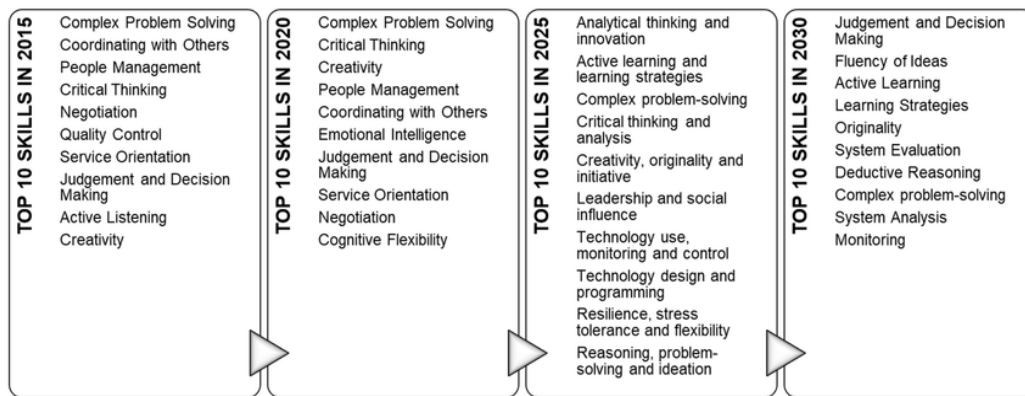 TOP 10 SKILLS IN 2015
Complex Problem Solving
Coordinating with Others
People Management
Critical Thinking
Negotiation
Quality Control
Service Orientation
Judgement and Decision
Making
Active Listening
Creativity
TOP 10 SKILLS IN 2020
Complex Problem Solving
Critical Thinking
Creativity
People Management
Coordinating with Others
Emotional Intelligence
Judgement and Decision
Making
Service Orientation
Negotiation
Cognitive Flexibility
TOP 10 SKILLS IN 2025
Analytical thinking and
innovation
Active learning and
learning strategies
Complex problem-solving
Critical thinking and
analysis
Creativity, originality and
initiative
Leadership and social
influence
Technology use,
monitoring and control
Technology design and
programming
Resilience, stress
tolerance and flexibility
Reasoning, problem-
solving and ideation
TOP 10 SKILLS IN 2030
Judgement and Decision
Making
Fluency of Ideas
Active Learning
Learning Strategies
Originality
System Evaluation
Deductive Reasoning
Complex problem-solving
System Analysis
Monitoring